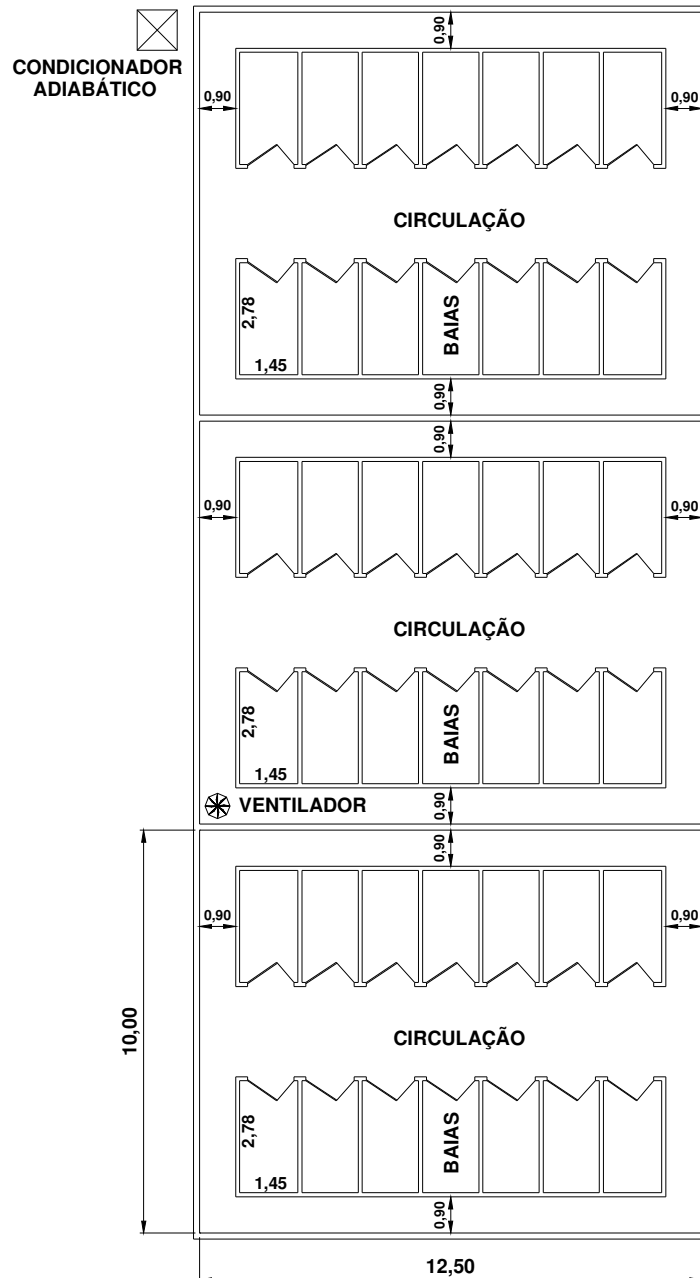 CONDICIONADOR
ADIABÁTICO
0,90
0,90
0,90
CIRCULAÇÃO
2,78
1,45
BAIAS
0,90
0,90
0,90
0,90
CIRCULAÇÃO
2,78
1,45
BAIAS
VENTILADOR
0,90
0,90
0,90
0,90
10,00
CIRCULAÇÃO
2,78
1,45
BAIAS
0,90
12,50